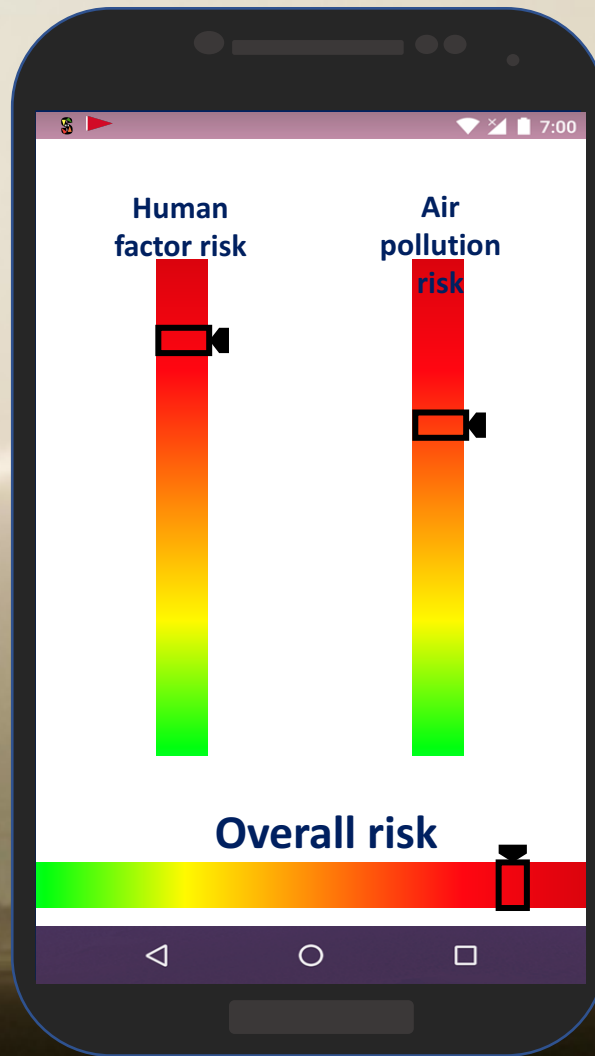 7:00
Human
factor risk
Air
pollution
risk
Overall risk